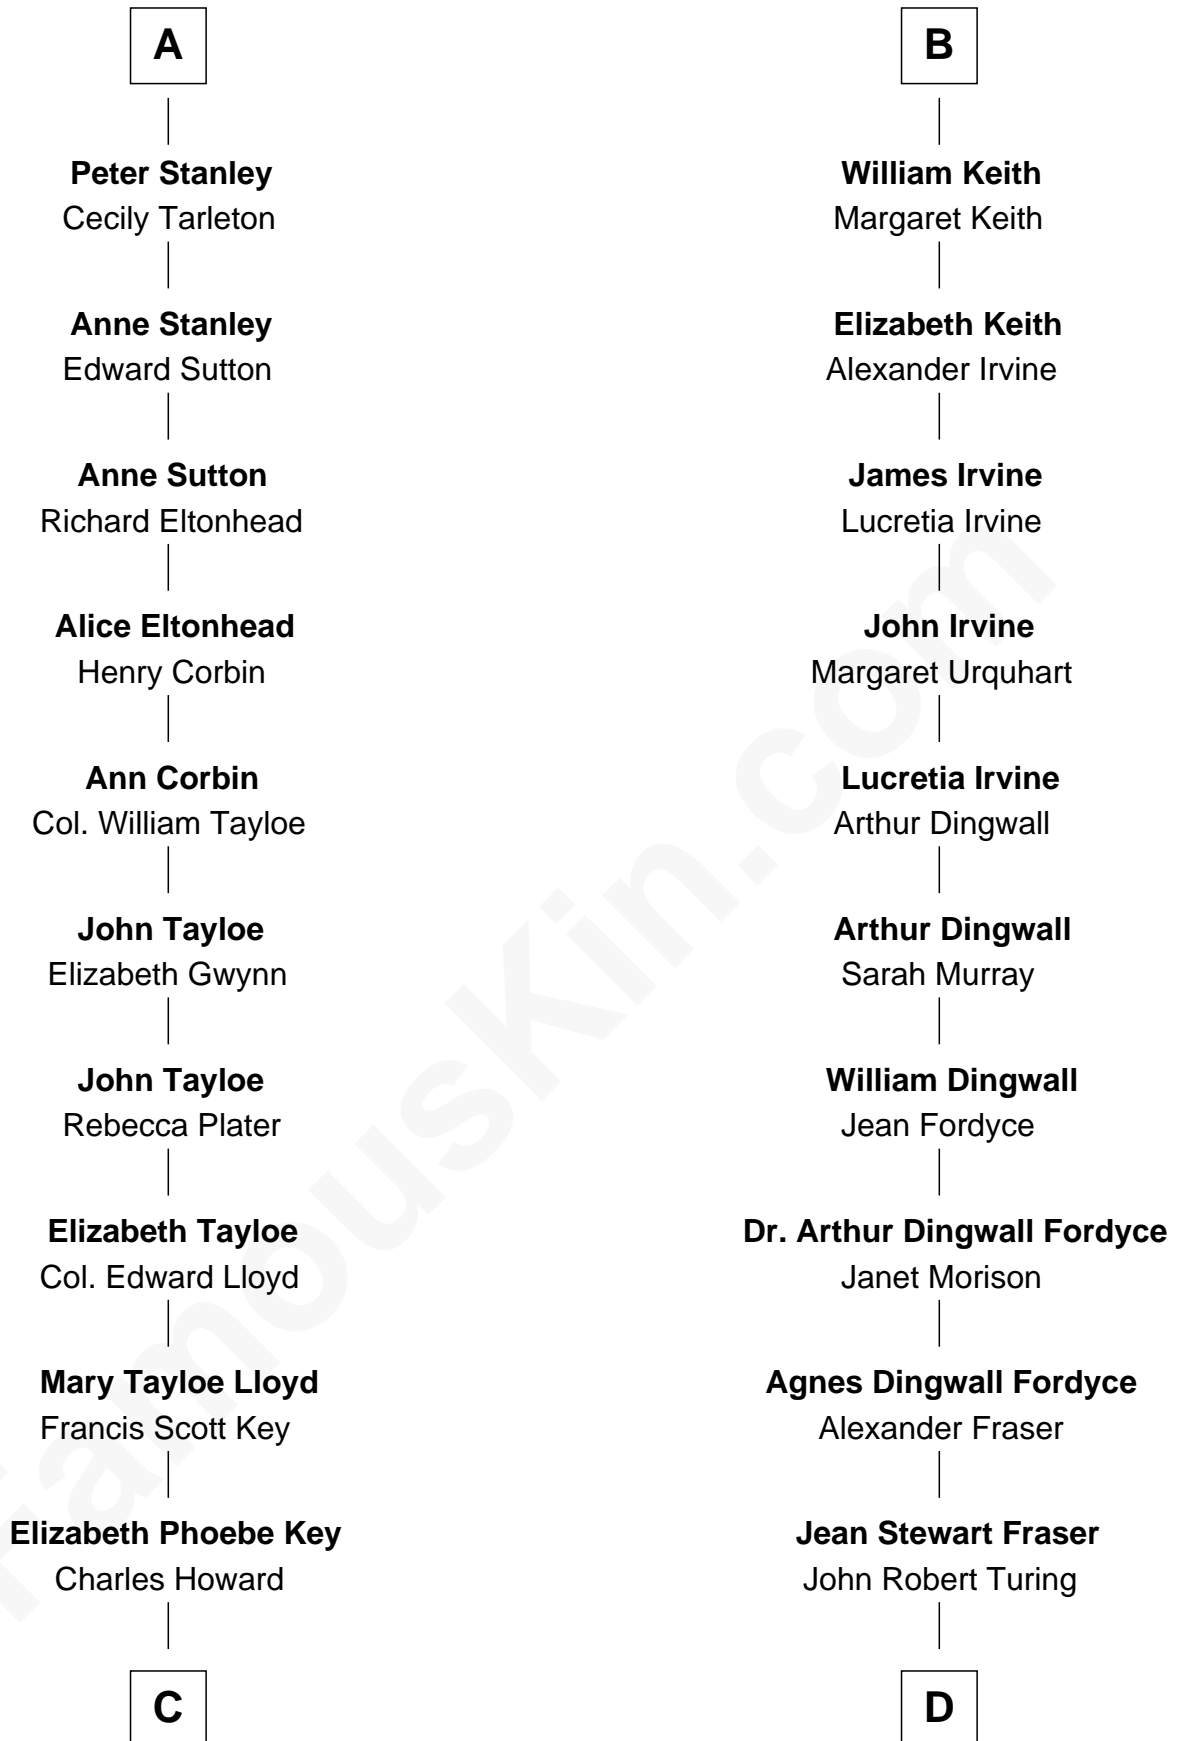 A
Peter Stanley
Cecily Tarleton
Anne Stanley
Edward Sutton
Anne Sutton
Richard Eltonhead
Alice Eltonhead
Henry Corbin
Ann Corbin
Col. William Tayloe
John Tayloe
Elizabeth Gwynn
John Tayloe
Rebecca Plater
Elizabeth Tayloe
Col. Edward Lloyd
Mary Tayloe Lloyd
Francis Scott Key
Elizabeth Phoebe Key
Charles Howard
C
B
William Keith
Margaret Keith
Elizabeth Keith
Alexander Irvine
James Irvine
Lucretia Irvine
John Irvine
Margaret Urquhart
Lucretia Irvine
Arthur Dingwall
Arthur Dingwall
Sarah Murray
William Dingwall
Jean Fordyce
Dr. Arthur Dingwall Fordyce
Janet Morison
Agnes Dingwall Fordyce
Alexander Fraser
Jean Stewart Fraser
John Robert Turing
D
FamousKin.com